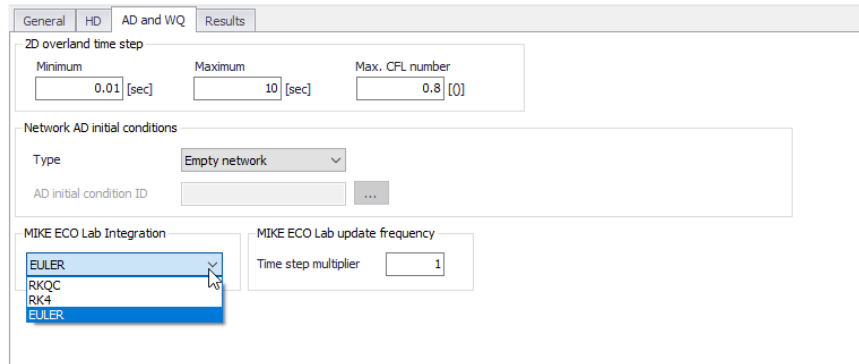 General HD AD and WQ Results
2D overland time step
Minimum Maximum Max. CFL number
0.01 [sec] 10 [sec] 0.8 [()]
Network AD initial conditions
Type Empty network
AD initial condition ID ...
MIKE ECO Lab Integration MIKE ECO Lab update frequency
EULER Time step multiplier 1
RKQC
RK4
EULER